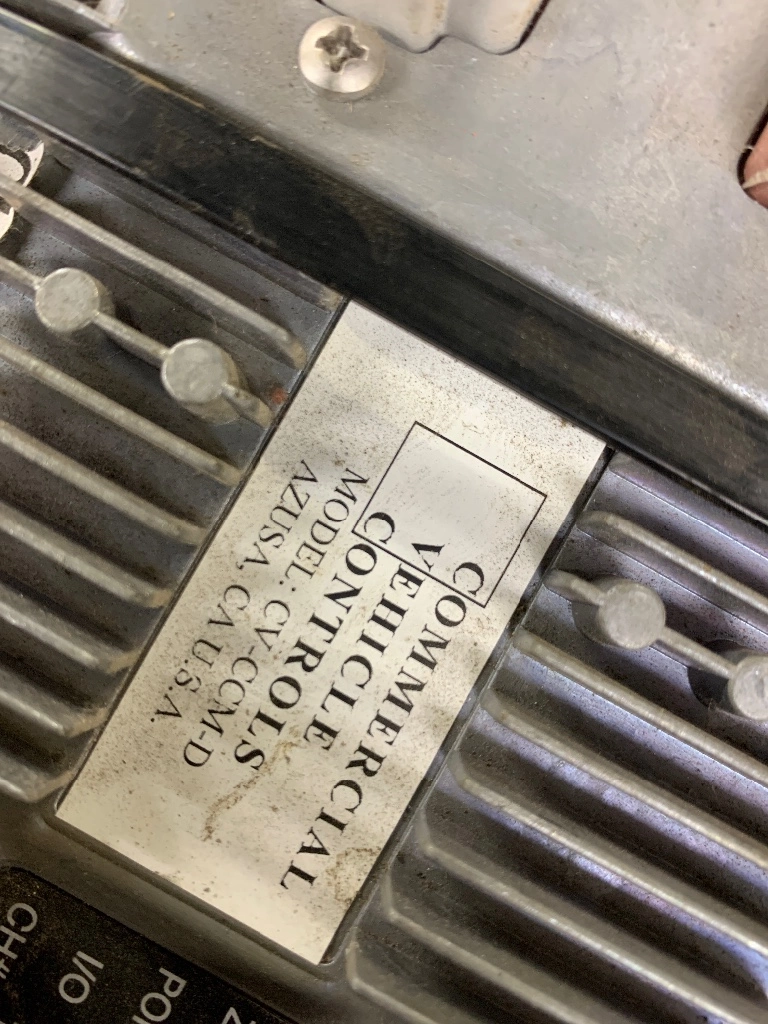 COMMERCIAL
VEHICLE
CONTROLS
MODEL: CV-CCM-D
AZUSA, CA U.S.A.
I/O